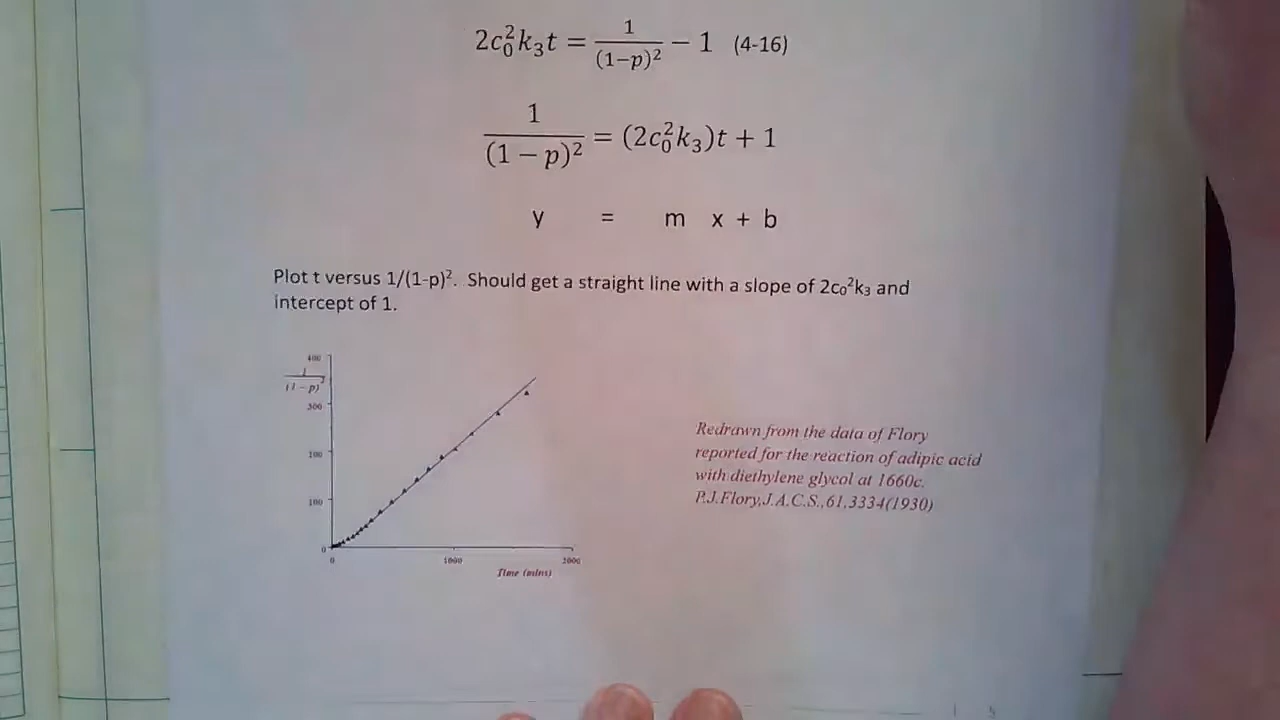 2c₀²k₃t = 1/(1−p)² − 1 (4-16)
1/(1 − p)² = (2c₀²k₃)t + 1
y = m x + b
Plot t versus 1/(1-p)². Should get a straight line with a slope of 2c₀²k₃ and
intercept of 1.
400
1/(1 - p)²
300
100
100
0
0 1000
Time (mins)
Redrawn from the data of Flory
reported for the reaction of adipic acid
with diethylene glycol at 1660c.
P.J.Flory,J.A.C.S.,61,3334(1930)